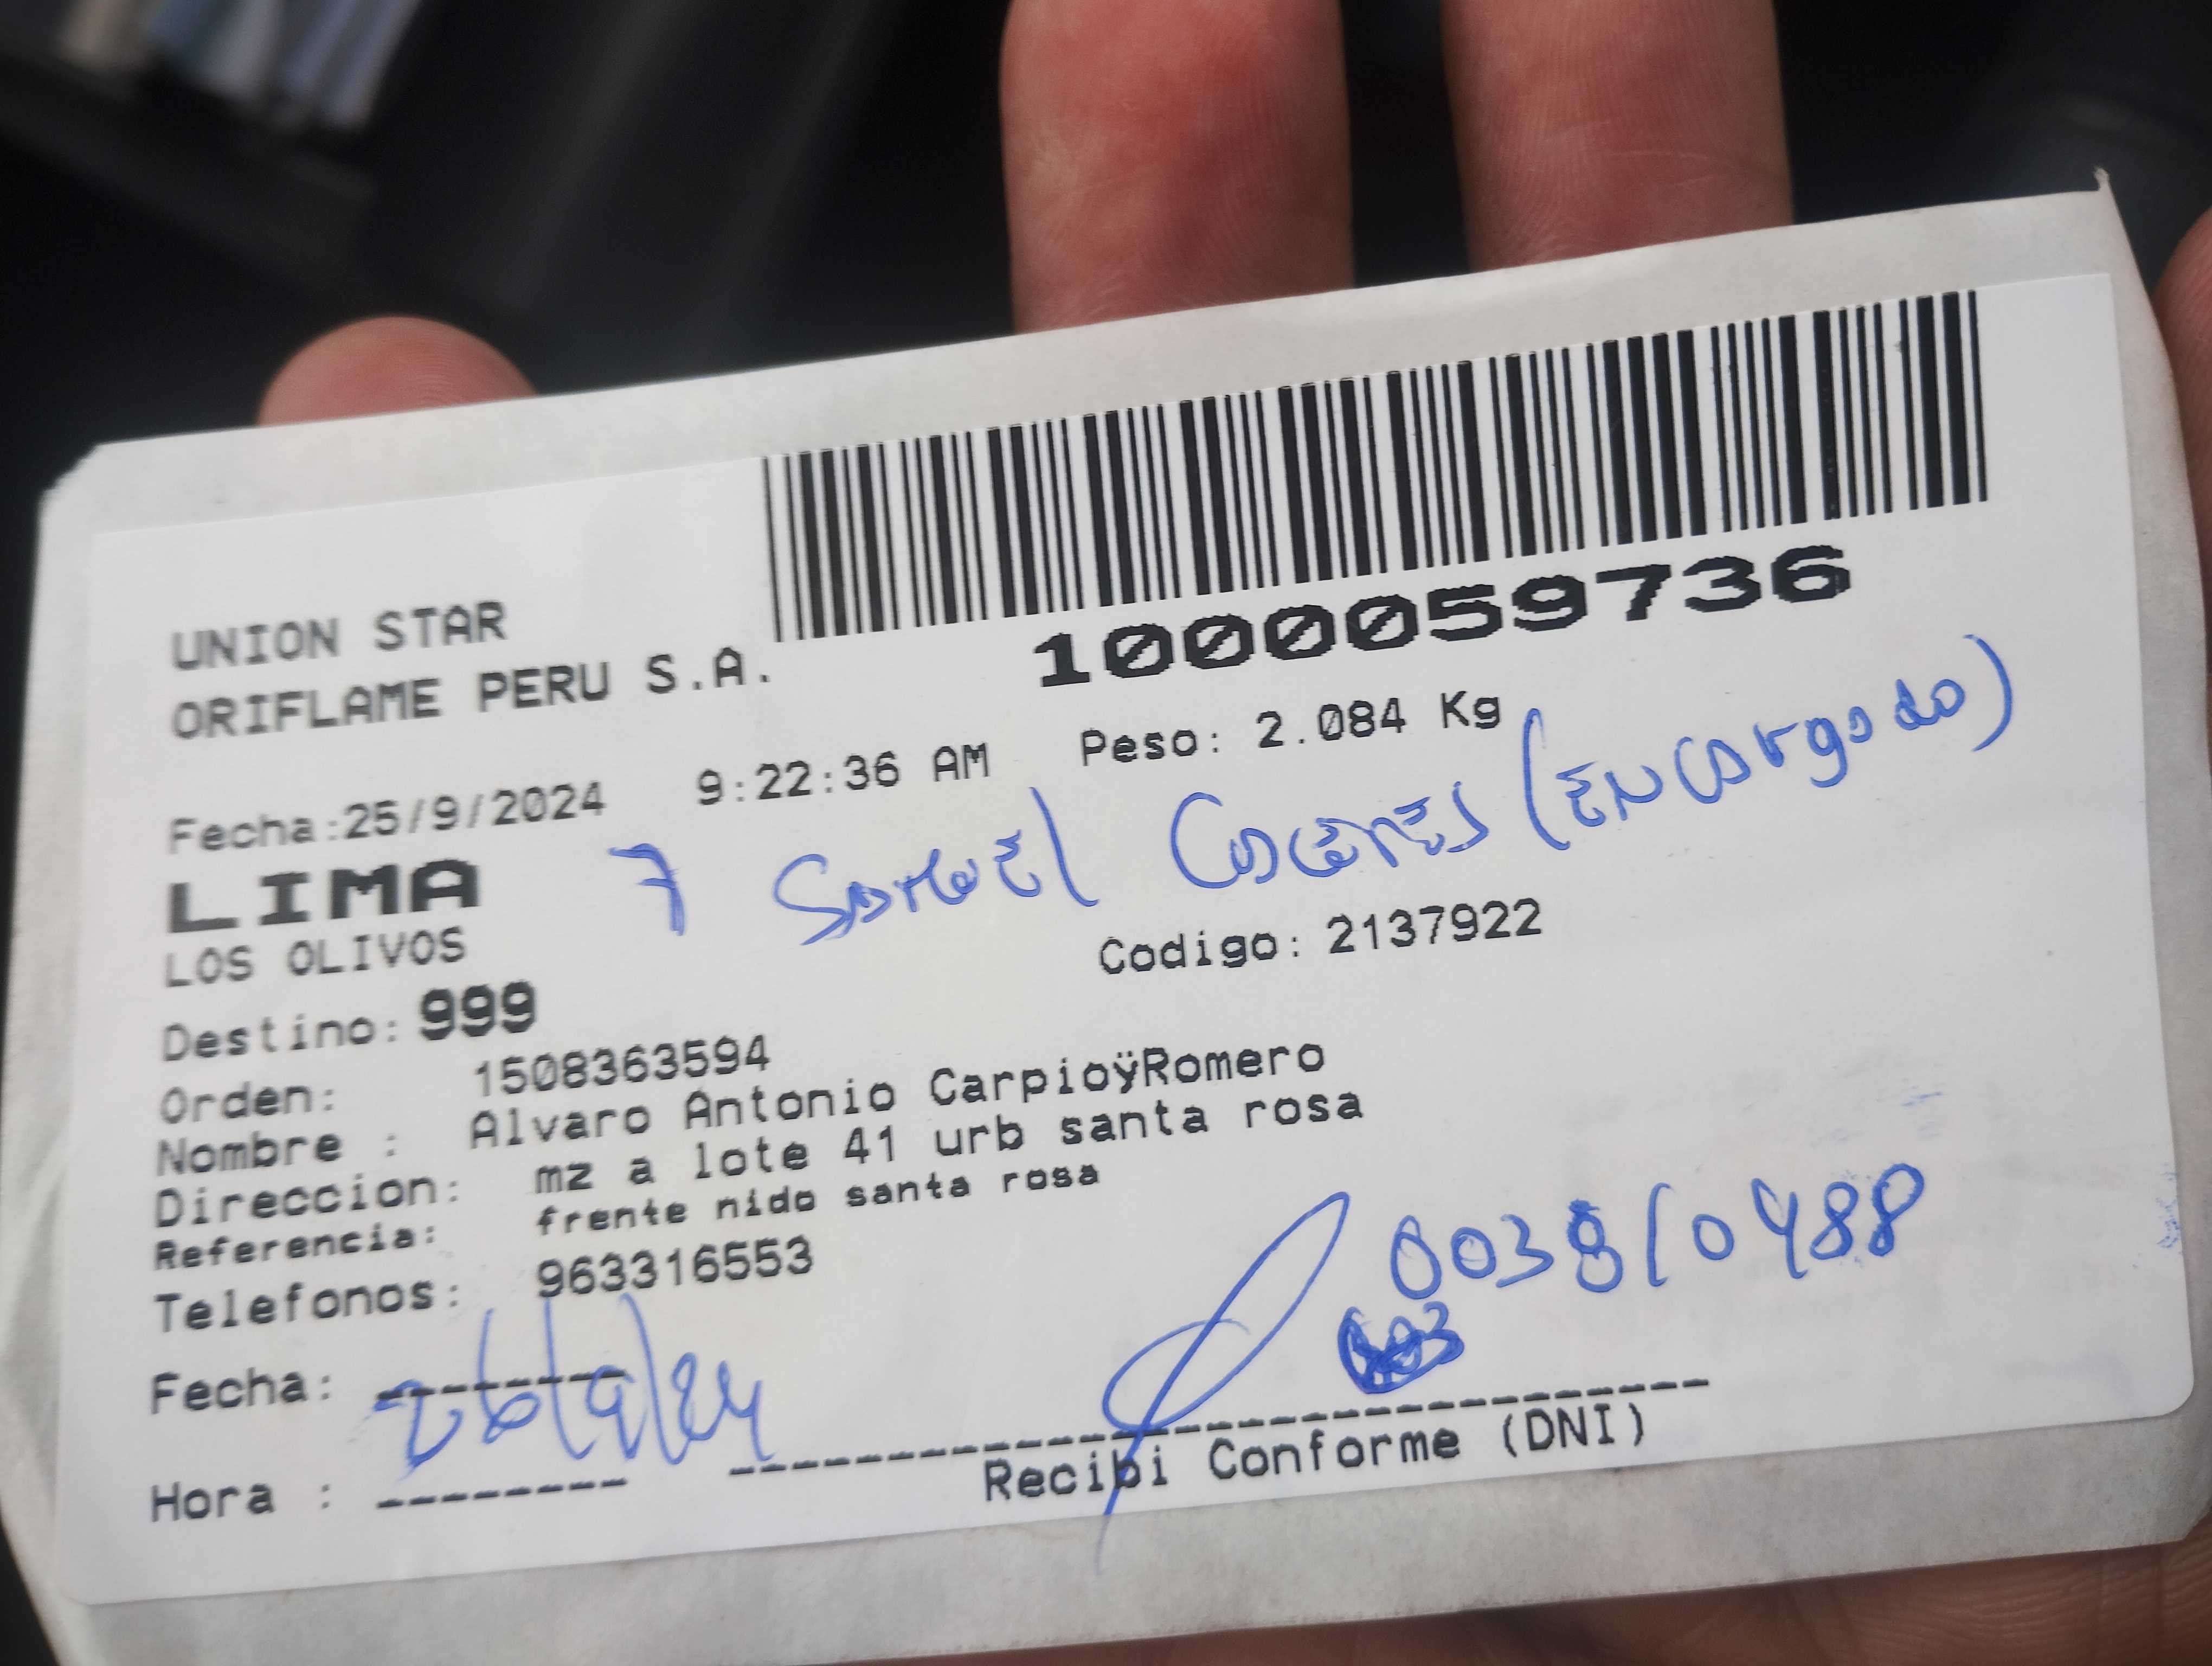 UNION STAR
ORIFLAME PERU S.A.
1000059736
Fecha:25/9/2024 9:22:36 AM Peso: 2.084 Kg
LIMA 7 Samuel Caceres (Encargado)
LOS OLIVOS
Codigo: 2137922
Destino: 999
Orden: 1508363594
Nombre : Alvaro Antonio CarpioÿRomero
Direccion: mz a lote 41 urb santa rosa
Referencia: frente nido santa rosa
Telefonos: 963316553
0038/0488
Fecha: 26/9/24
Hora :
Recibi Conforme (DNI)